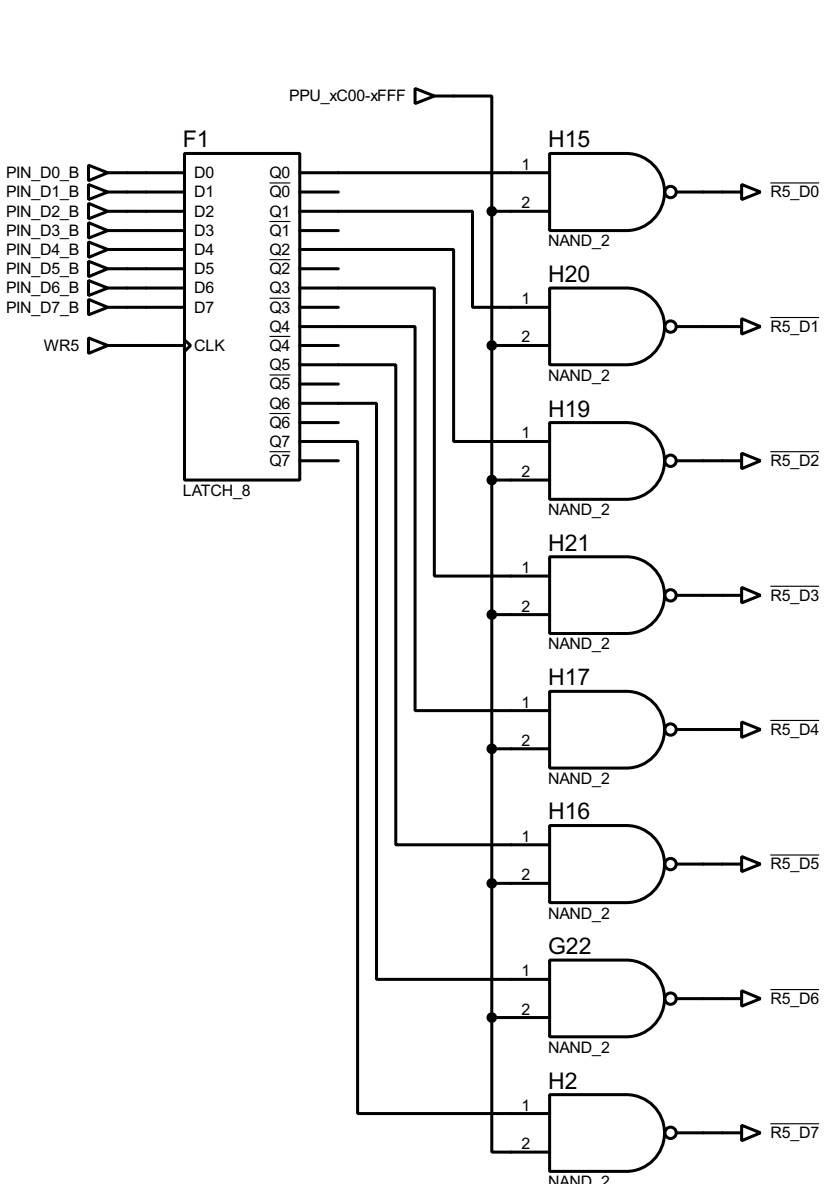 PPU_xC00-xFFF
F1
PIN_D0_B D0 Q0
Q0
PIN_D1_B D1
PIN_D2_B D2 Q1
PIN_D3_B D3 Q1
PIN_D4_B D4 Q2
PIN_D5_B D5 Q2
PIN_D6_B D6 Q3
PIN_D7_B D7 Q3
Q4
WR5 CLK Q4
Q5
Q5
Q6
Q6
Q7
Q7
LATCH_8
H15
1
2
NAND_2
R5_D0
H20
1
2
NAND_2
R5_D1
H19
1
2
NAND_2
R5_D2
H21
1
2
NAND_2
R5_D3
H17
1
2
NAND_2
R5_D4
H16
1
2
NAND_2
R5_D5
G22
1
2
NAND_2
R5_D6
H2
1
2
NAND_2
R5_D7